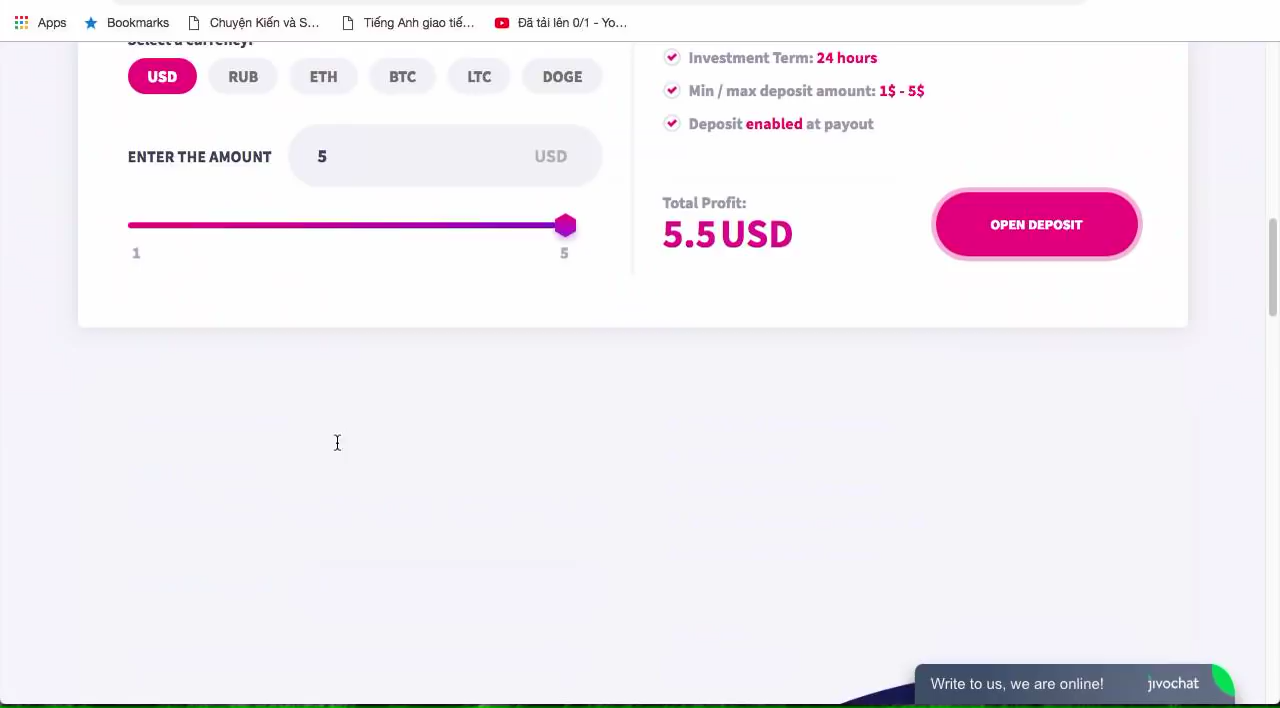 Apps
Bookmarks
Chuyện Kiến và S...
Tiếng Anh giao tiế...
Đã tải lên 0/1 - Yo...
Select a currency:
USD
RUB
ETH
BTC
LTC
DOGE
ENTER THE AMOUNT
5
USD
1
5
Investment Term: 24 hours
Min / max deposit amount: 1$ - 5$
Deposit enabled at payout
Total Profit:
5.5 USD
OPEN DEPOSIT
Write to us, we are online!
jivochat